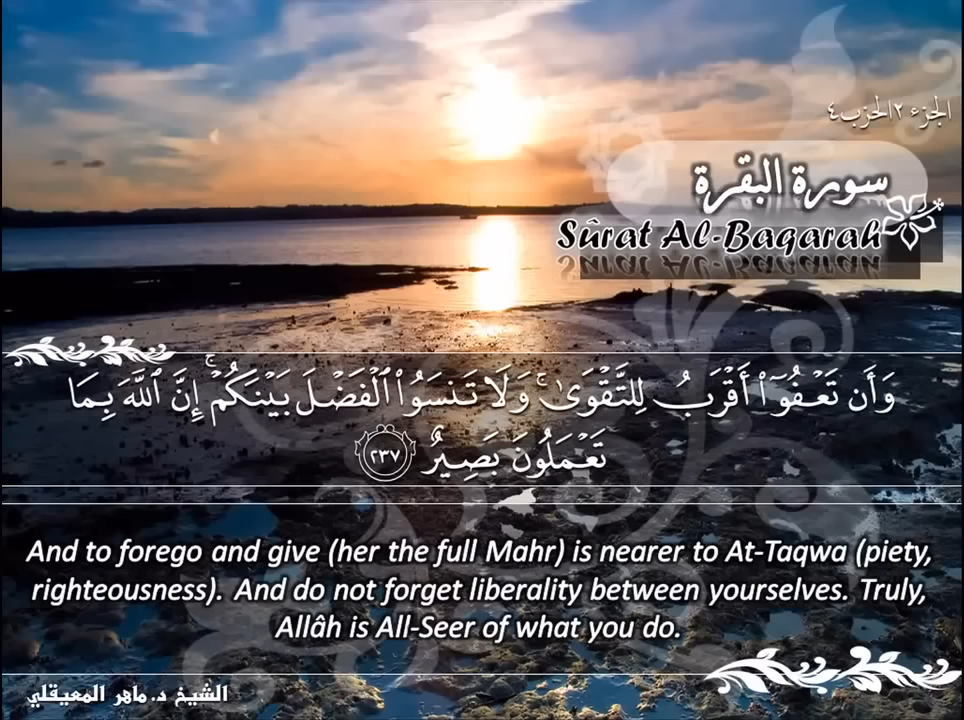 الجزء ٢ الحزب ٤
سورة البقرة
Sûrat Al-Baqarah
وَأَن تَعْفُوٓا۟ أَقْرَبُ لِلتَّقْوَىٰ ۚ وَلَا تَنسَوُا۟ ٱلْفَضْلَ بَيْنَكُمْ ۚ إِنَّ ٱللَّهَ بِمَا
تَعْمَلُونَ بَصِيرٌ ٢٣٧
And to forego and give (her the full Mahr) is nearer to At-Taqwa (piety,
righteousness). And do not forget liberality between yourselves. Truly,
Allâh is All-Seer of what you do.
الشيخ د. ماهر المعيقلي